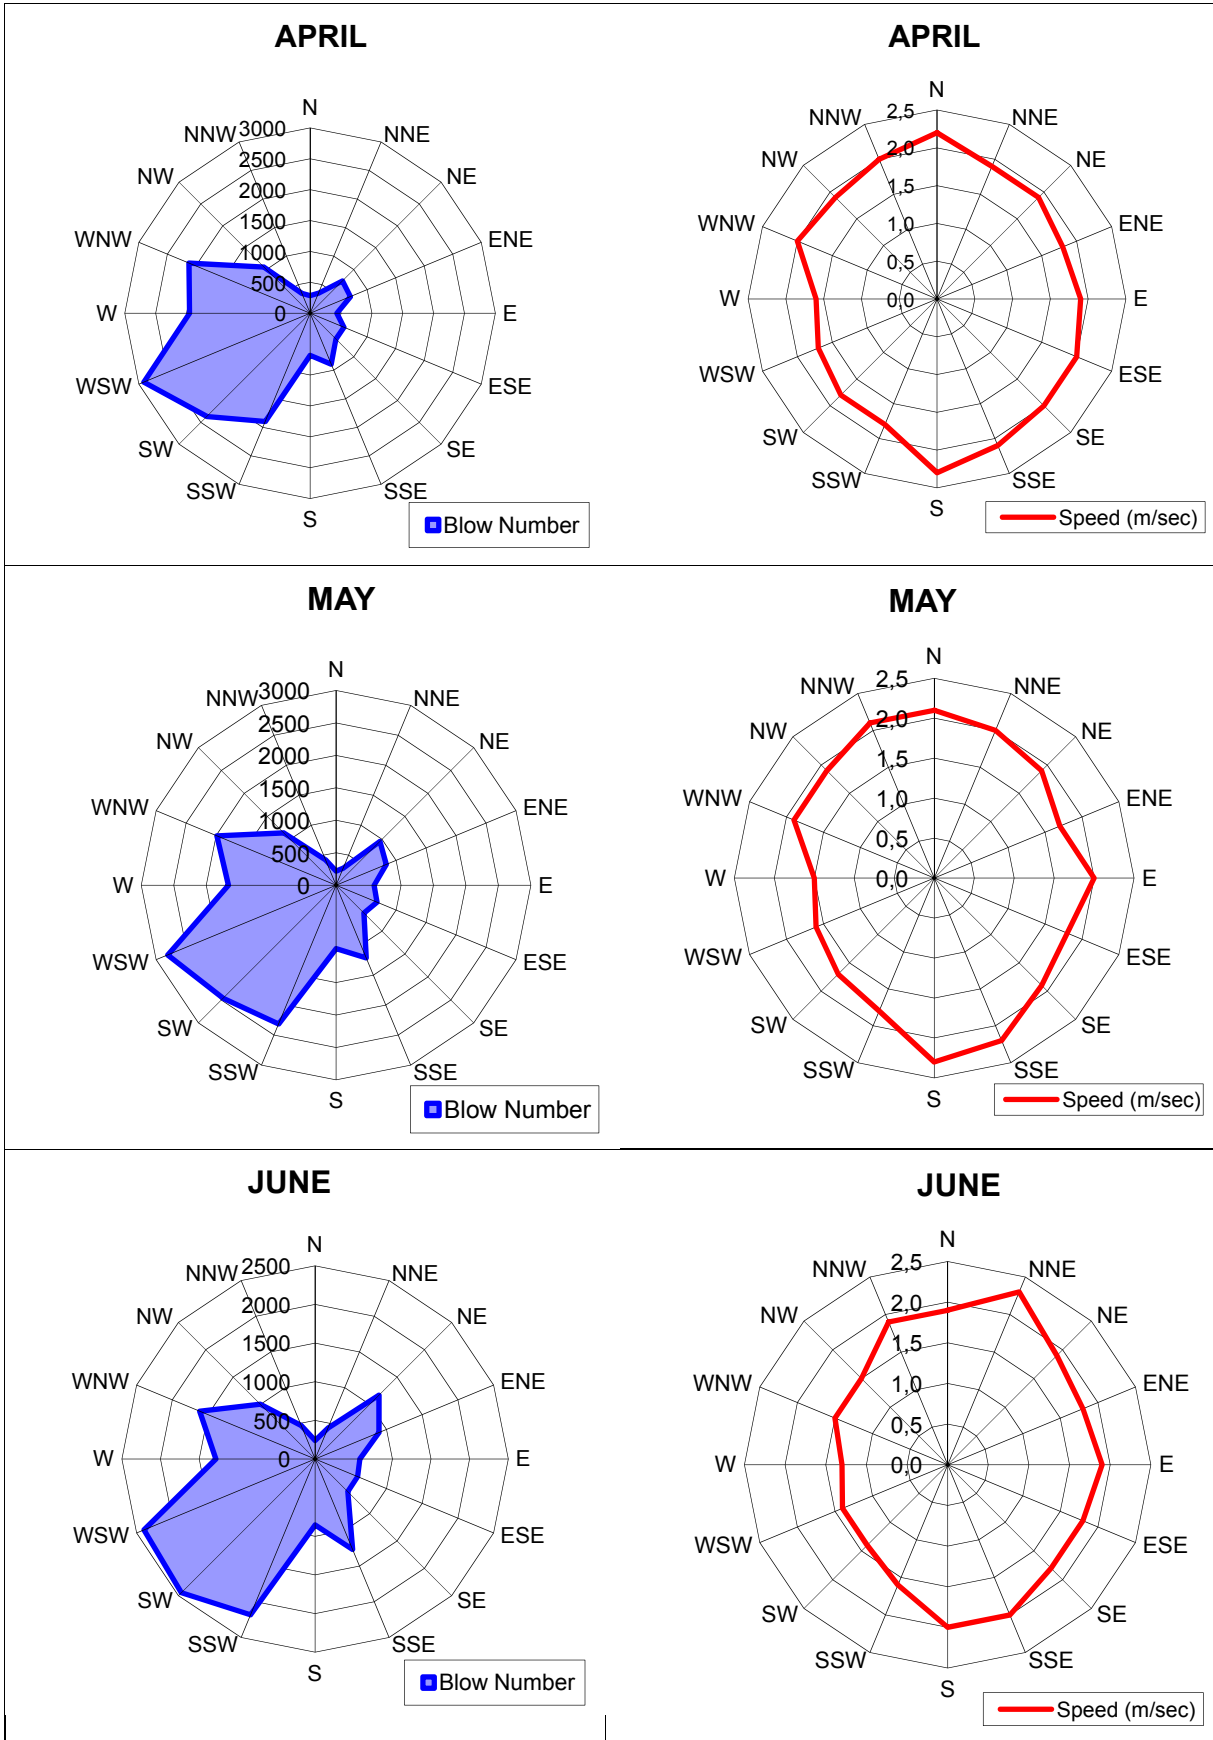 APRIL
N
NNE
NE
ENE
E
ESE
SE
SSE
S
SSW
SW
WSW
W
WNW
NW
NNW
3000
2500
2000
1500
1000
500
0
Blow Number
APRIL
N
NNE
NE
ENE
E
ESE
SE
SSE
S
SSW
SW
WSW
W
WNW
NW
NNW
2,5
2,0
1,5
1,0
0,5
0,0
Speed (m/sec)
MAY
N
NNE
NE
ENE
E
ESE
SE
SSE
S
SSW
SW
WSW
W
WNW
NW
NNW
3000
2500
2000
1500
1000
500
0
Blow Number
MAY
N
NNE
NE
ENE
E
ESE
SE
SSE
S
SSW
SW
WSW
W
WNW
NW
NNW
2,5
2,0
1,5
1,0
0,5
0,0
Speed (m/sec)
JUNE
N
NNE
NE
ENE
E
ESE
SE
SSE
S
SSW
SW
WSW
W
WNW
NW
NNW
2500
2000
1500
1000
500
0
Blow Number
JUNE
N
NNE
NE
ENE
E
ESE
SE
SSE
S
SSW
SW
WSW
W
WNW
NW
NNW
2,5
2,0
1,5
1,0
0,5
0,0
Speed (m/sec)